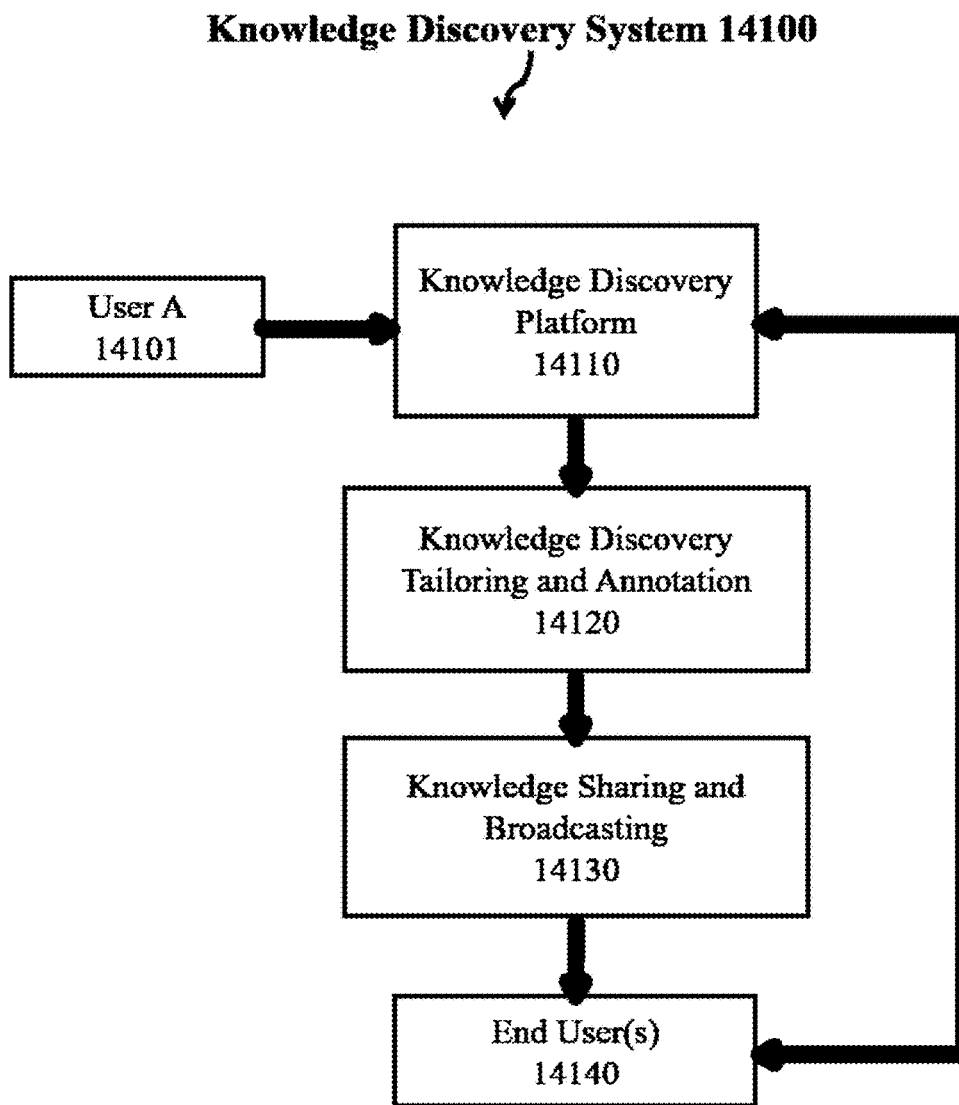 Knowledge Discovery System 14100
User A
14101
Knowledge Discovery
Platform
14110
Knowledge Discovery
Tailoring and Annotation
14120
Knowledge Sharing and
Broadcasting
14130
End User(s)
14140